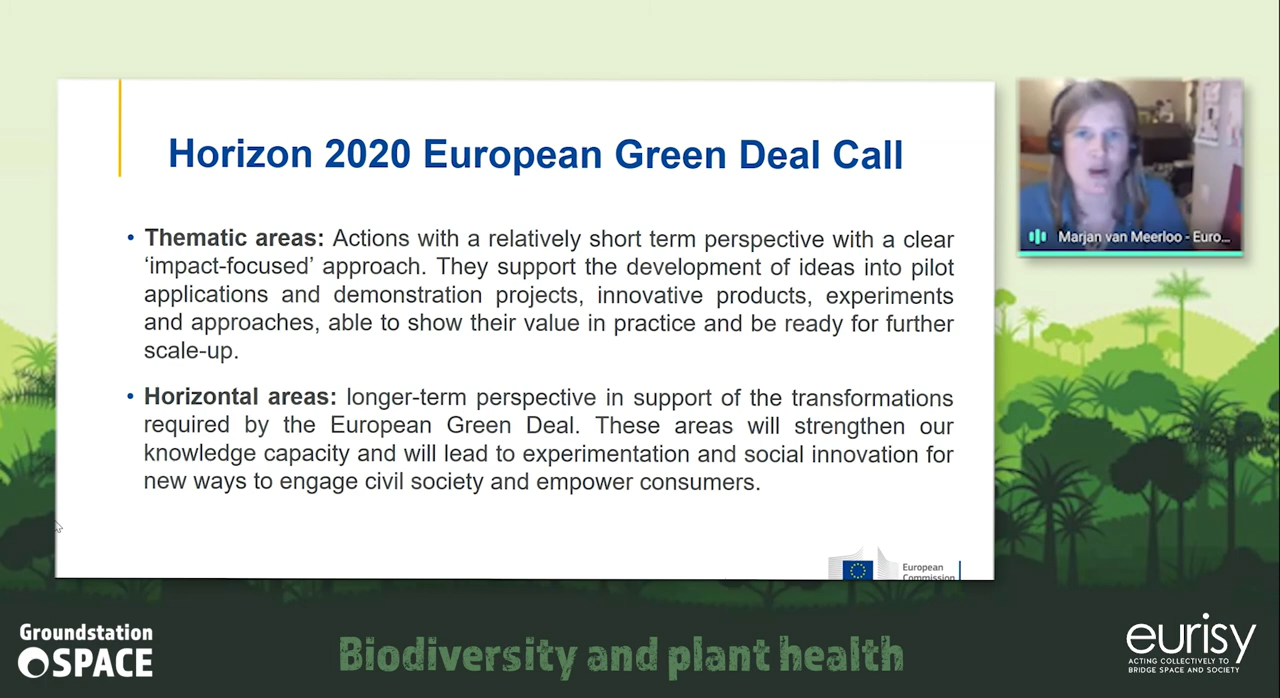 Horizon 2020 European Green Deal Call
• Thematic areas: Actions with a relatively short term perspective with a clear
‘impact-focused’ approach. They support the development of ideas into pilot
applications and demonstration projects, innovative products, experiments
and approaches, able to show their value in practice and be ready for further
scale-up.
• Horizontal areas: longer-term perspective in support of the transformations
required by the European Green Deal. These areas will strengthen our
knowledge capacity and will lead to experimentation and social innovation for
new ways to engage civil society and empower consumers.
European
Commission
Marjan van Meerloo - Euro...
Groundstation
SPACE
Biodiversity and plant health
eurisy
ACTING COLLECTIVELY TO
BRIDGE SPACE AND SOCIETY